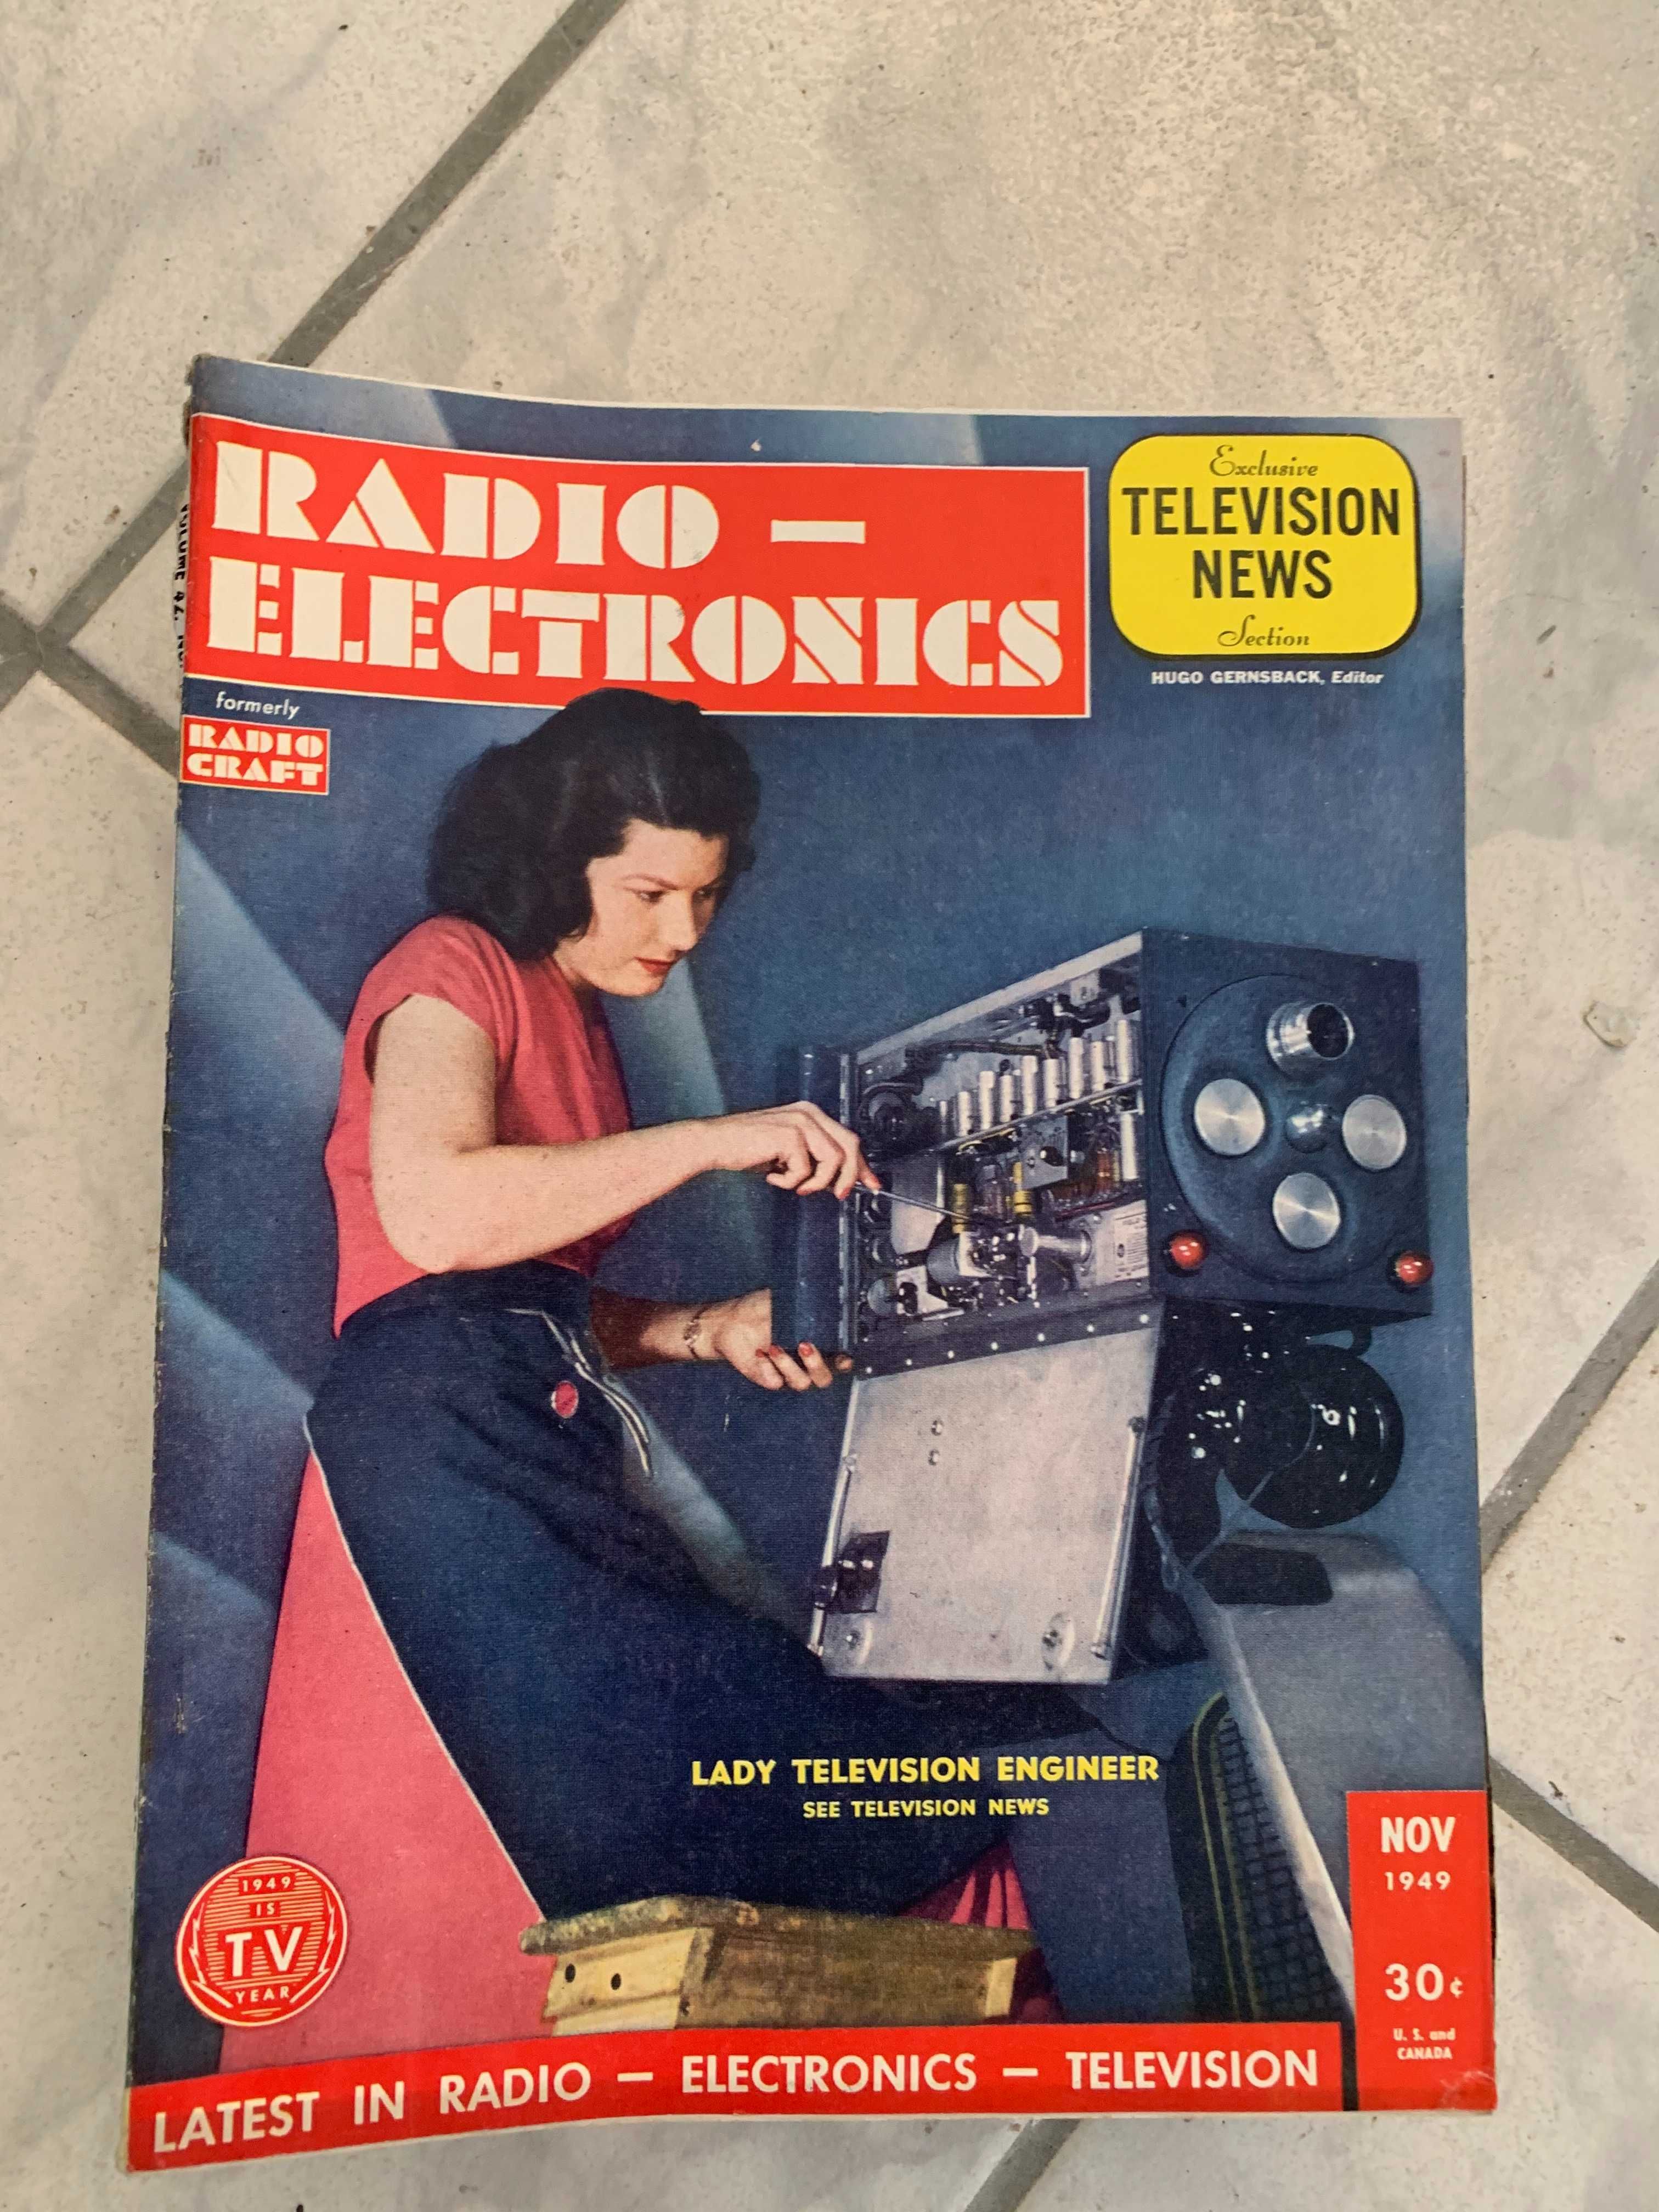 RADIO —
ELECTRONICS
Exclusive
TELEVISION
NEWS
Section
HUGO GERNSBACK, Editor
formerly
RADIO
CRAFT
VOLUME
LADY TELEVISION ENGINEER
SEE TELEVISION NEWS
1949
IS
TV
YEAR
NOV
1949
30¢
U. S. and
CANADA
LATEST IN RADIO — ELECTRONICS — TELEVISION